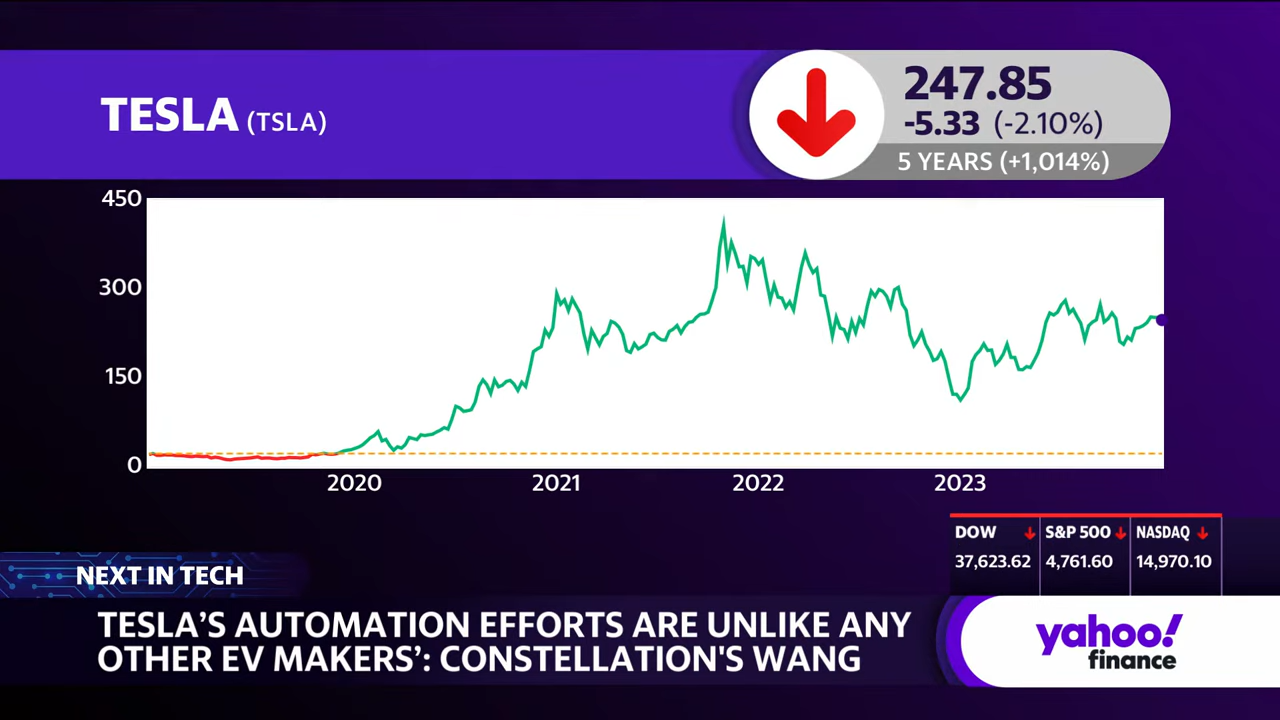 TESLA (TSLA)
247.85
-5.33 (-2.10%)
5 YEARS (+1,014%)
450
300
150
0
2020 2021 2022 2023
DOW S&P 500 NASDAQ
37,623.62 4,761.60 14,970.10
NEXT IN TECH
TESLA’S AUTOMATION EFFORTS ARE UNLIKE ANY
OTHER EV MAKERS’: CONSTELLATION'S WANG
yahoo!
finance